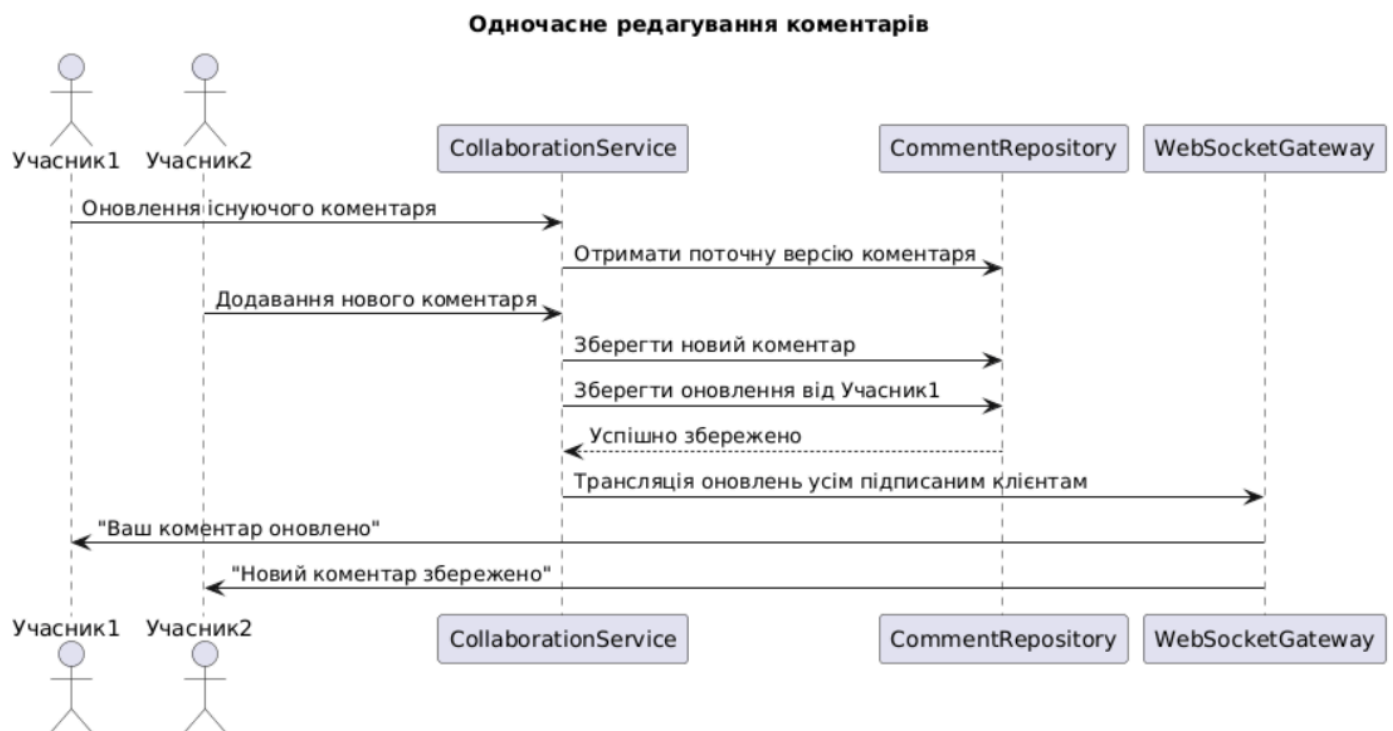 Одночасне редагування коментарів
Учасник1
Учасник2
CollaborationService
CommentRepository
WebSocketGateway
Оновлення існуючого коментаря
Отримати поточну версію коментаря
Додавання нового коментаря
Зберегти новий коментар
Зберегти оновлення від Учасник1
Успішно збережено
Трансляція оновлень усім підписаним клієнтам
"Ваш коментар оновлено"
"Новий коментар збережено"
Учасник1
Учасник2
CollaborationService
CommentRepository
WebSocketGateway